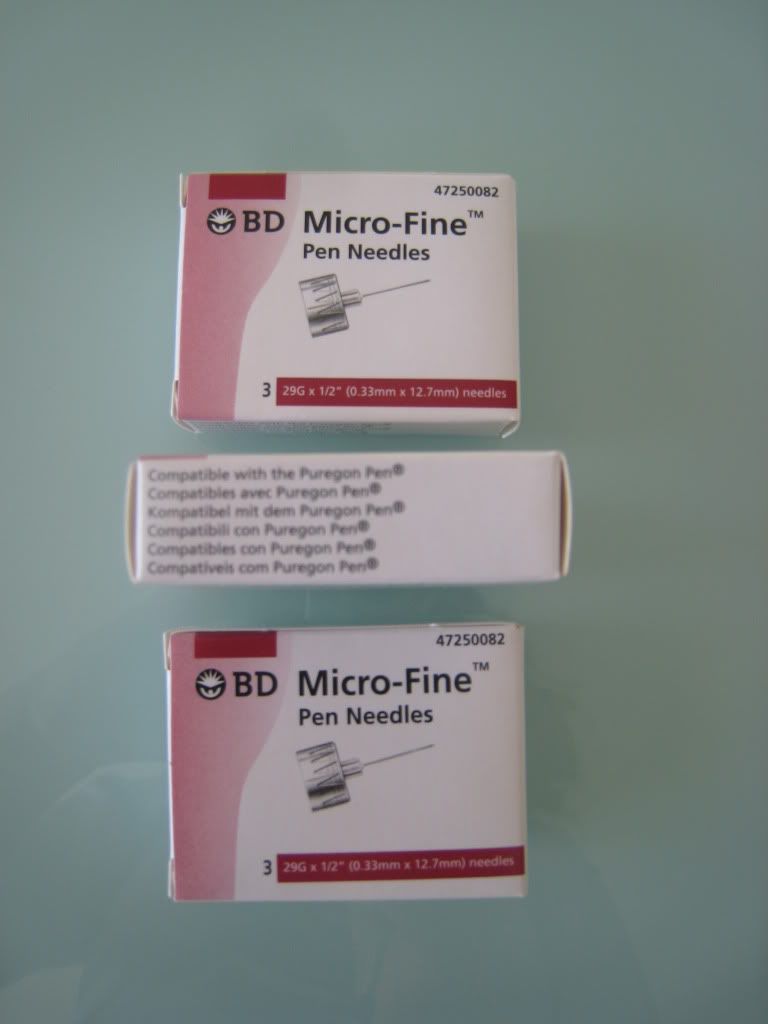 47250082
BD Micro-Fine™
Pen Needles
3 29G x 1/2" (0.33mm x 12.7mm) needles
Compatible with the Puregon Pen®
Compatibles avec Puregon Pen®
Kompatibel mit dem Puregon Pen®
Compatibili con Puregon Pen®
Compatibles con Puregon Pen®
Compatíveis com Puregon Pen®
47250082
BD Micro-Fine™
Pen Needles
3 29G x 1/2" (0.33mm x 12.7mm) needles